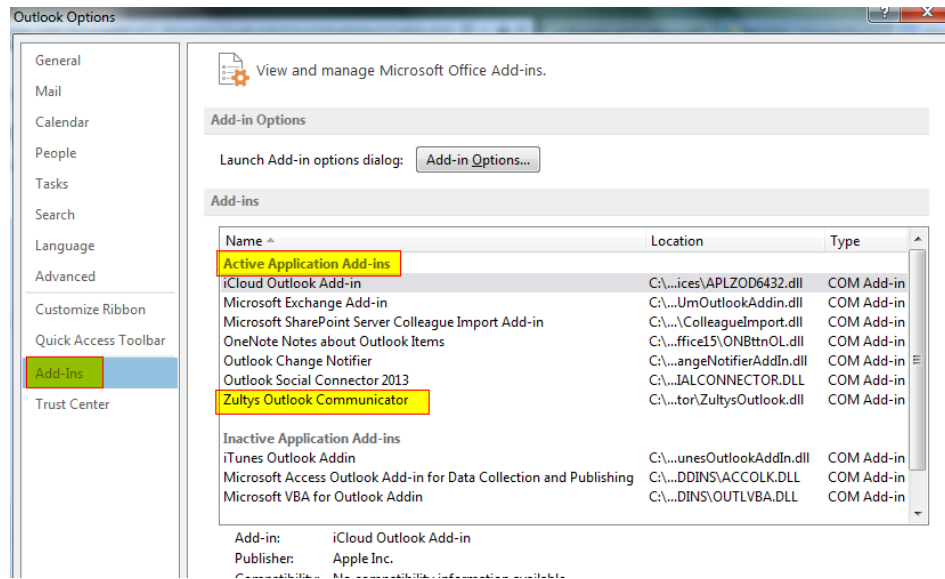 Outlook Options
General
Mail
Calendar
People
Tasks
Search
Language
Advanced
Customize Ribbon
Quick Access Toolbar
Add-Ins
Trust Center
View and manage Microsoft Office Add-ins.
Add-in Options
Launch Add-in options dialog: Add-in Options...
Add-ins
Name Location Type
Active Application Add-ins
iCloud Outlook Add-in C:\...ices\APLZOD6432.dll COM Add-in
Microsoft Exchange Add-in C:\...UmOutlookAddin.dll COM Add-in
Microsoft SharePoint Server Colleague Import Add-in C:\...\ColleagueImport.dll COM Add-in
OneNote Notes about Outlook Items C:\...ffice15\ONBttnOL.dll COM Add-in
Outlook Change Notifier C:\...angeNotifierAddIn.dll COM Add-in
Outlook Social Connector 2013 C:\...IALCONNECTOR.DLL COM Add-in
Zultys Outlook Communicator C:\...tor\ZultysOutlook.dll COM Add-in
Inactive Application Add-ins
iTunes Outlook Addin C:\...unesOutlookAddIn.dll COM Add-in
Microsoft Access Outlook Add-in for Data Collection and Publishing C:\...DDINS\ACCOLK.DLL COM Add-in
Microsoft VBA for Outlook Addin C:\...DINS\OUTLVBA.DLL COM Add-in
Add-in: iCloud Outlook Add-in
Publisher: Apple Inc.
Compatibility: No compatibility information available